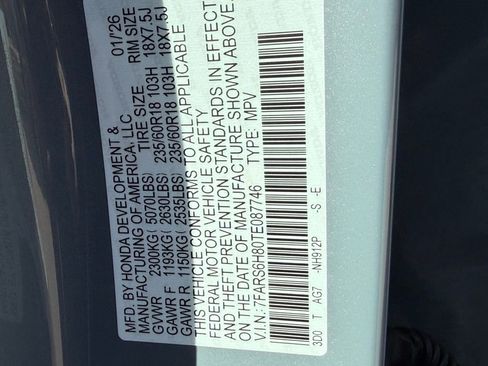 MFD. BY HONDA DEVELOPMENT & 01/26
MANUFACTURING OF AMERICA, LLC
TIRE SIZE RIM SIZE
GVWR 2300KG( 5070LBS) 235/60R18 103H 18X7.5J
GAWR F 1193KG( 2630LBS) 235/60R18 103H 18X7.5J
GAWR R 1150KG( 2535LBS)
THIS VEHICLE CONFORMS TO ALL APPLICABLE
FEDERAL MOTOR VEHICLE SAFETY
AND THEFT PREVENTION STANDARDS IN EFFECT
ON THE DATE OF MANUFACTURE SHOWN ABOVE.
V.I.N.:7FARS6H80TE087746 TYPE: MPV
3D0 T AG7 -NH912P -S -E